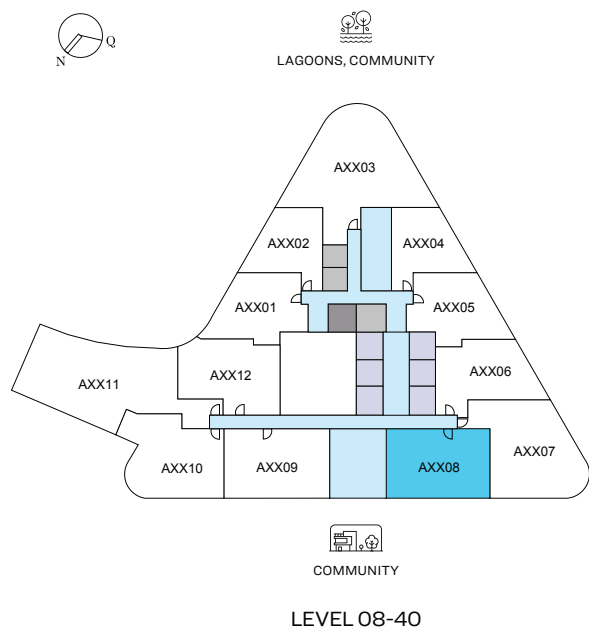 N
Q
LAGOONS, COMMUNITY
AXX03
AXX02
AXX04
AXX01
AXX05
AXX11
AXX12
AXX06
AXX10
AXX09
AXX08
AXX07
COMMUNITY
LEVEL 08-40